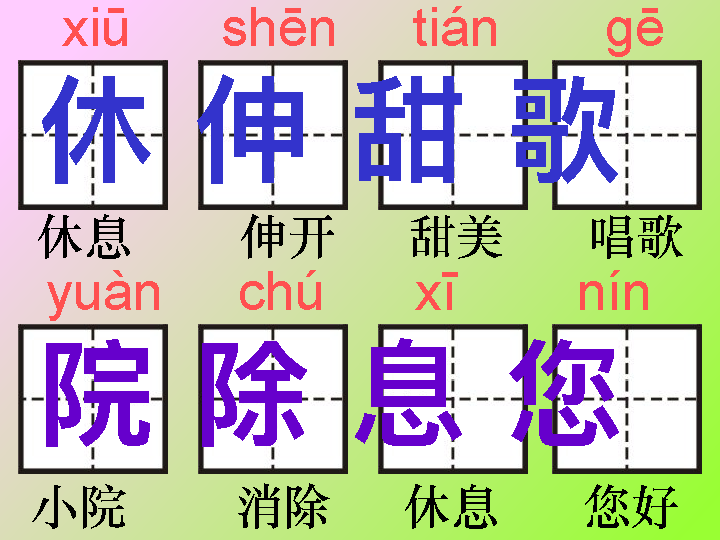 xiū shēn tián gē
休 伸 甜 歌
休息 伸开 甜美 唱歌
yuàn chú xī nín
院 除 息 您
小院 消除 休息 您好